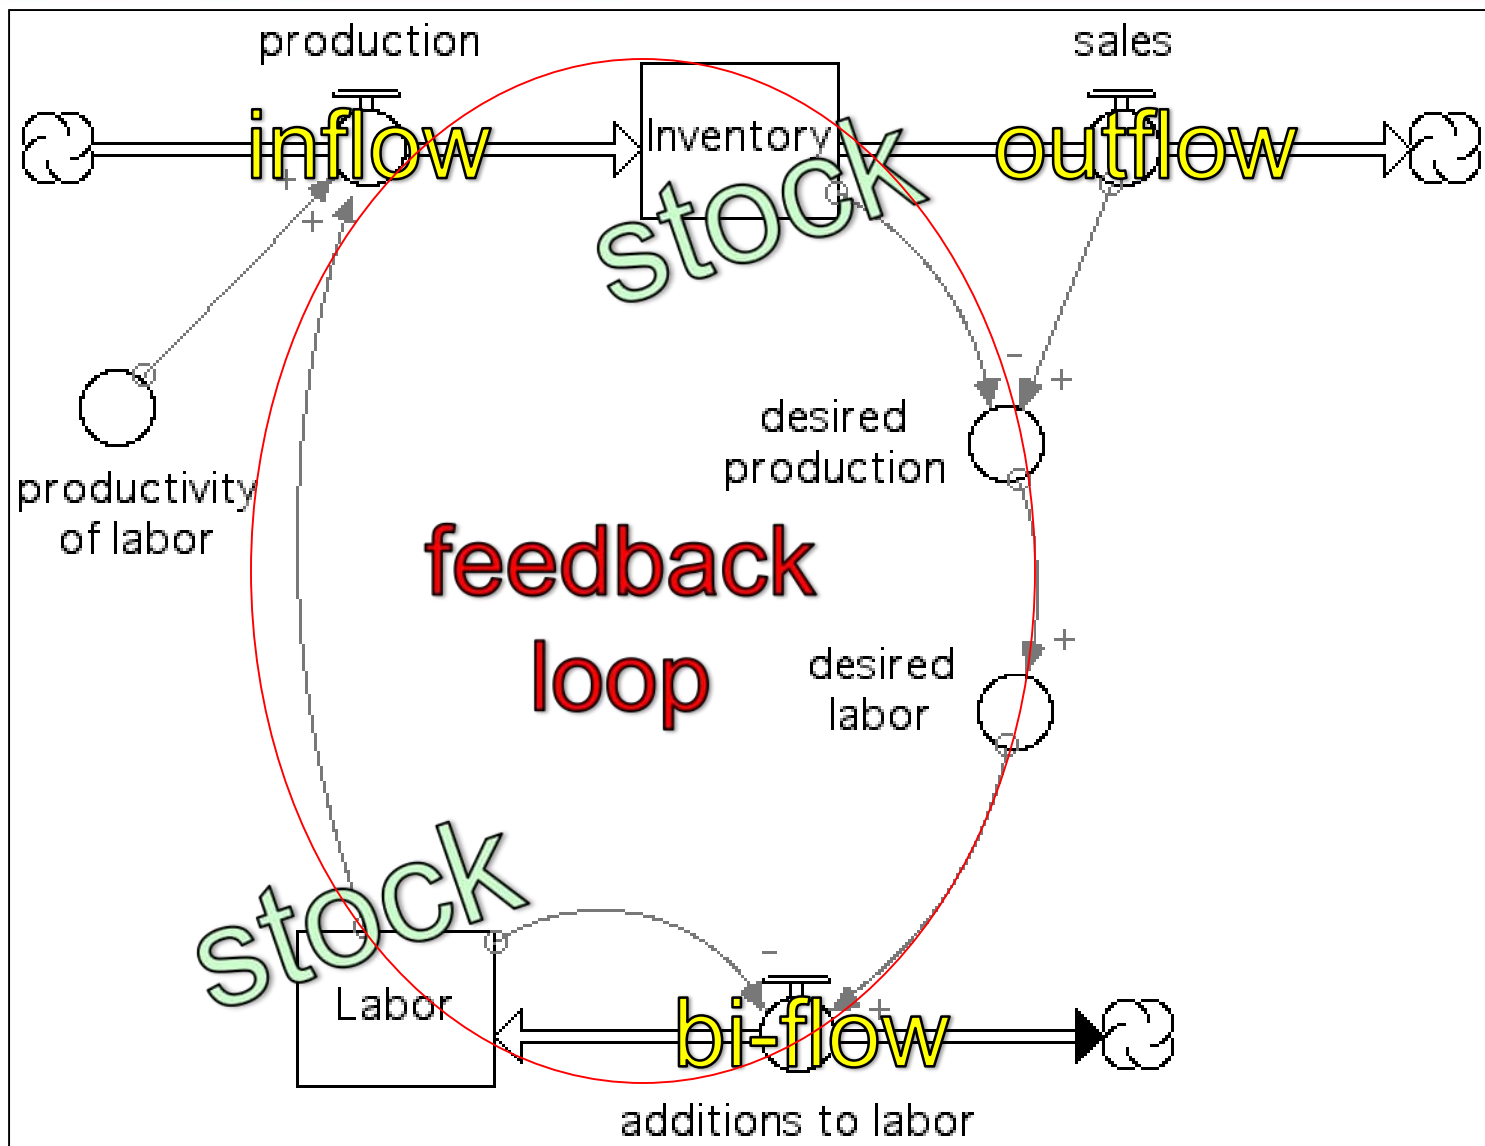 production
sales
inflow
Inventory
outflow
stock
+
+
-
+
desired
production
productivity
of labor
feedback
loop
+
desired
labor
stock
-
Labor
+
bi-flow
additions to labor